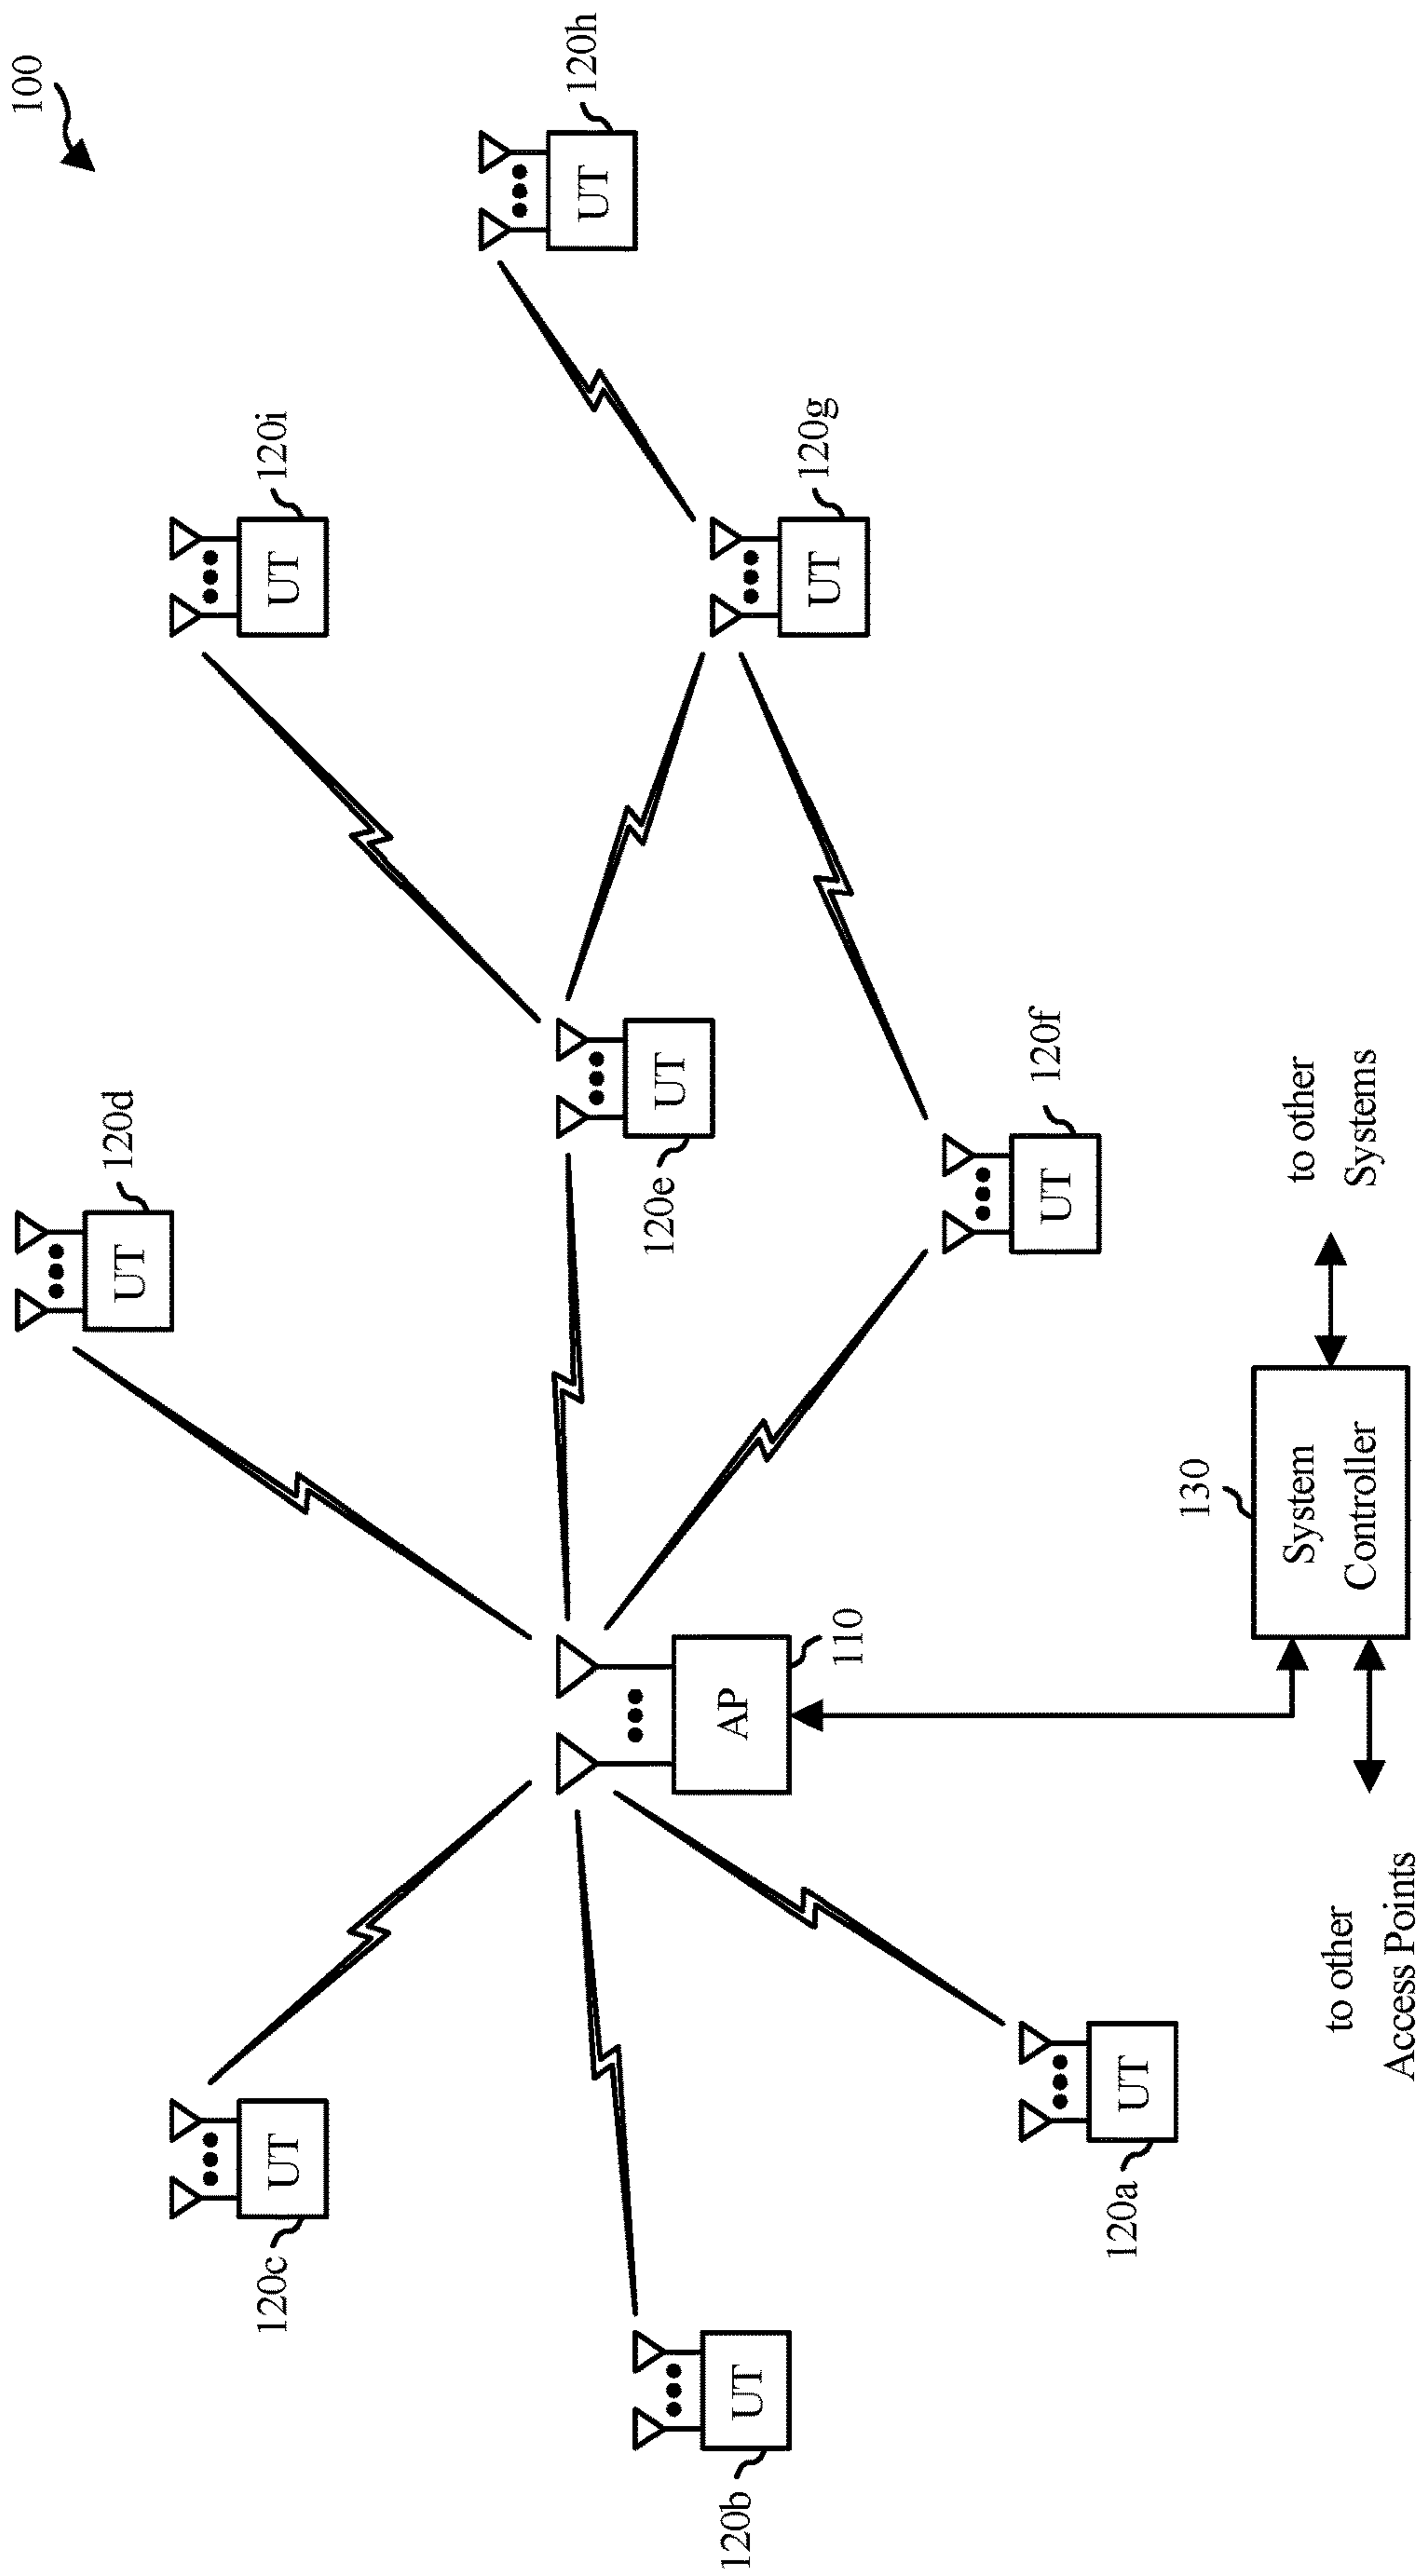 100
120d
UT
120i
UT
120c
UT
120h
UT
120e
UT
120b
UT
AP
110
120g
UT
120f
UT
120a
UT
130
System
Controller
to other
Systems
to other
Access Points